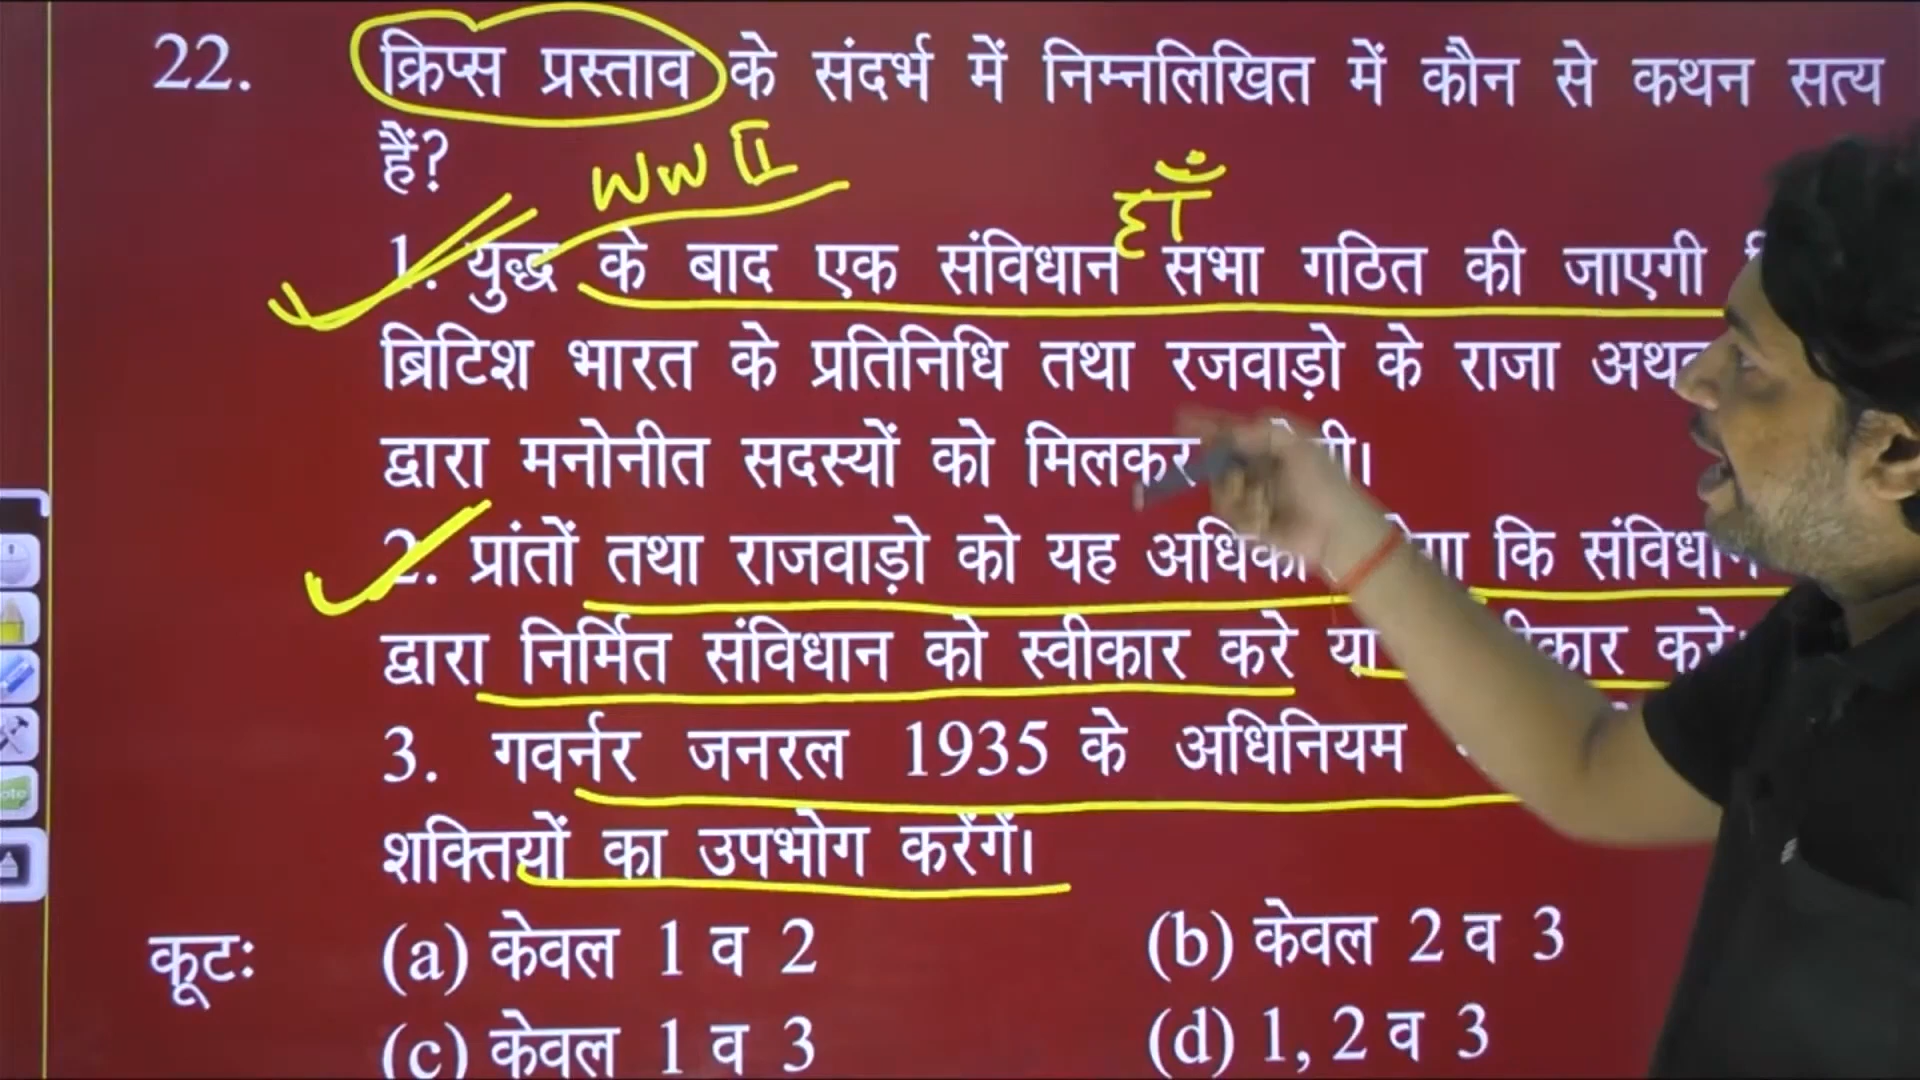 22. क्रिप्स प्रस्ताव के संदर्भ में निम्नलिखित में कौन से कथन सत्य
हैं?
WW II
हाँ
1. युद्ध के बाद एक संविधान सभा गठित की जाएगी
ब्रिटिश भारत के प्रतिनिधि तथा रजवाड़ो के राजा
द्वारा मनोनीत सदस्यों को मिलकर
2. प्रांतों तथा राजवाड़ो को यह कि
द्वारा निर्मित संविधान को स्वीकार करे या
3. गवर्नर जनरल 1935 के अधिनियम
शक्तियों का उपभोग करेंगें।
कूटः (a) केवल 1 व 2 (b) केवल 2 व 3
(c) केवल 1 व 3 (d) 1, 2 व 3